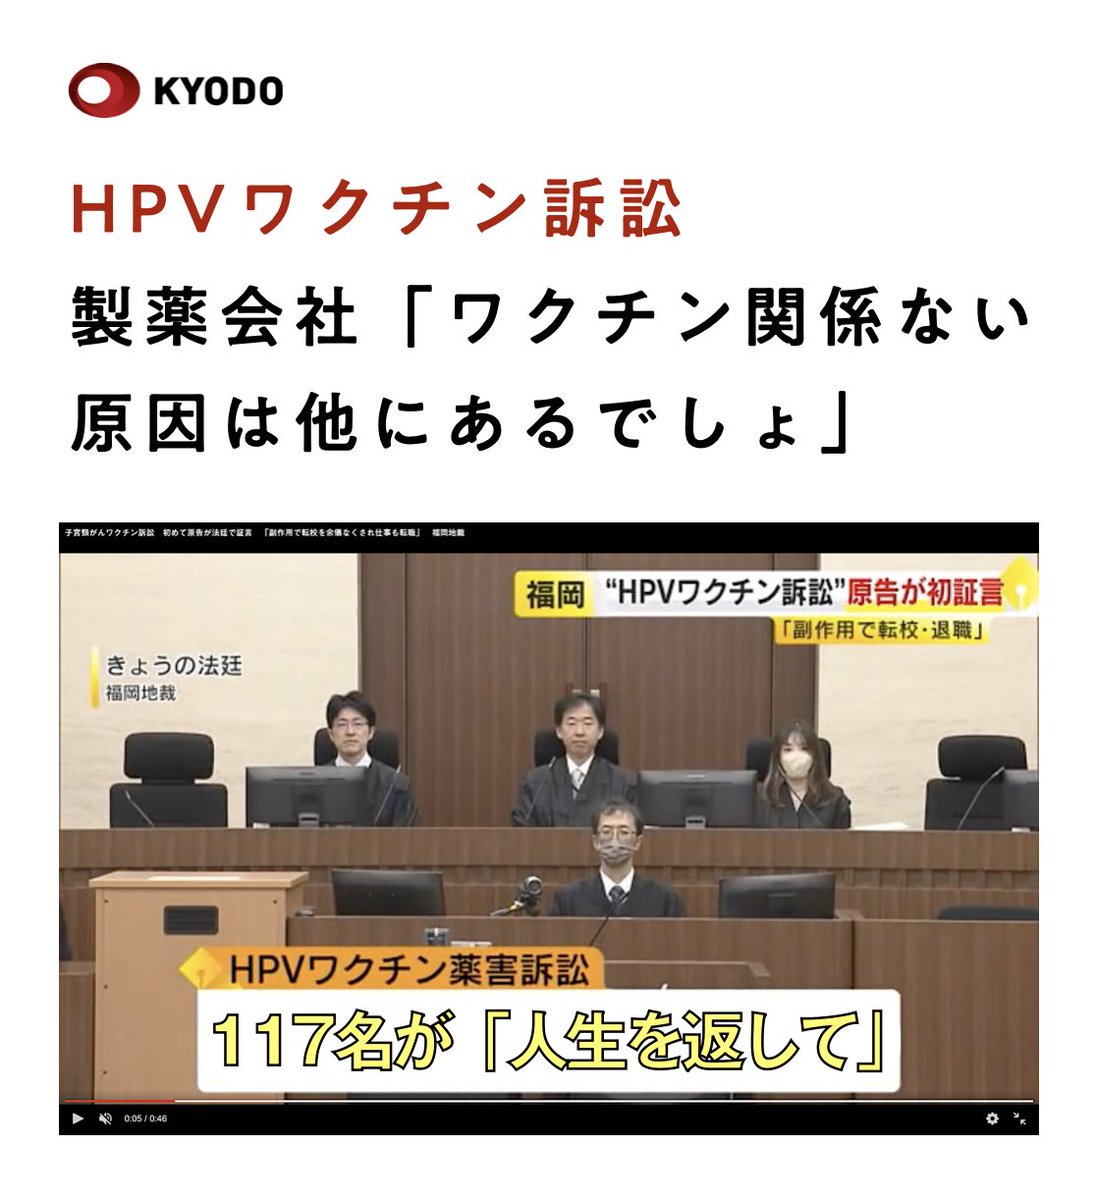 KYODO
HPVワクチン訴訟
製薬会社「ワクチン関係ない
原因は他にあるでしょ」
子宮頸がんワクチン訴訟 初めて原告が法廷で証言 「副作用で転校を余儀なくされ仕事も転職」 福岡地裁
福岡 “HPVワクチン訴訟”原告が初証言
「副作用で転校・退職」
きょうの法廷
福岡地裁
HPVワクチン薬害訴訟
117名が「人生を返して」
0:05 / 0:46